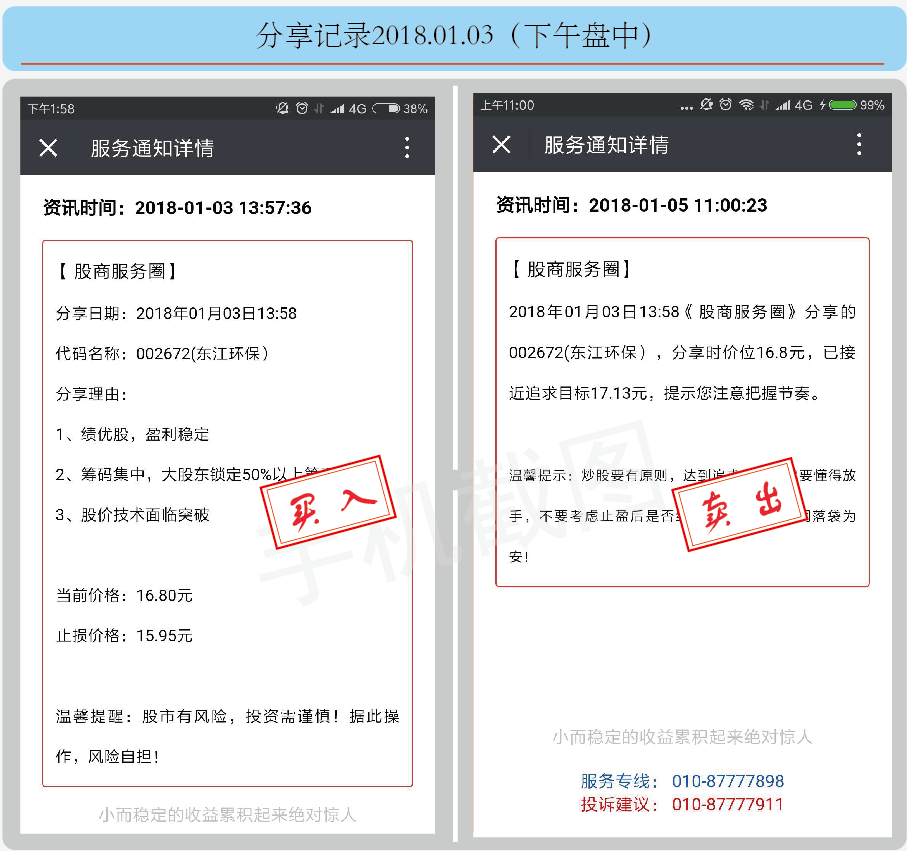 分享记录2018.01.03（下午盘中）
下午1:58
4G
38%
服务通知详情
资讯时间：2018-01-03 13:57:36
【 股商服务圈】
分享日期：2018年01月03日13:58
代码名称：002672(东江环保）
分享理由：
1、绩优股，盈利稳定
2、筹码集中，大股东锁定50%以上
3、股价技术面临突破
买入
当前价格：16.80元
止损价格：15.95元
温馨提醒：股市有风险，投资需谨慎！据此操
作，风险自担！
小而稳定的收益累积起来绝对惊人
上午11:00
4G
99%
服务通知详情
资讯时间：2018-01-05 11:00:23
【 股商服务圈】
2018年01月03日13:58《 股商服务圈》分享的
002672(东江环保），分享时价位16.8元，已接
近追求目标17.13元，提示您注意把握节奏。
温馨提示：炒股要有原则，达到追 要懂得放
手，不要考虑止盈后是否 落袋为
安！
卖出
小而稳定的收益累积起来绝对惊人
服务专线： 010-87777898
投诉建议： 010-87777911
手机截图